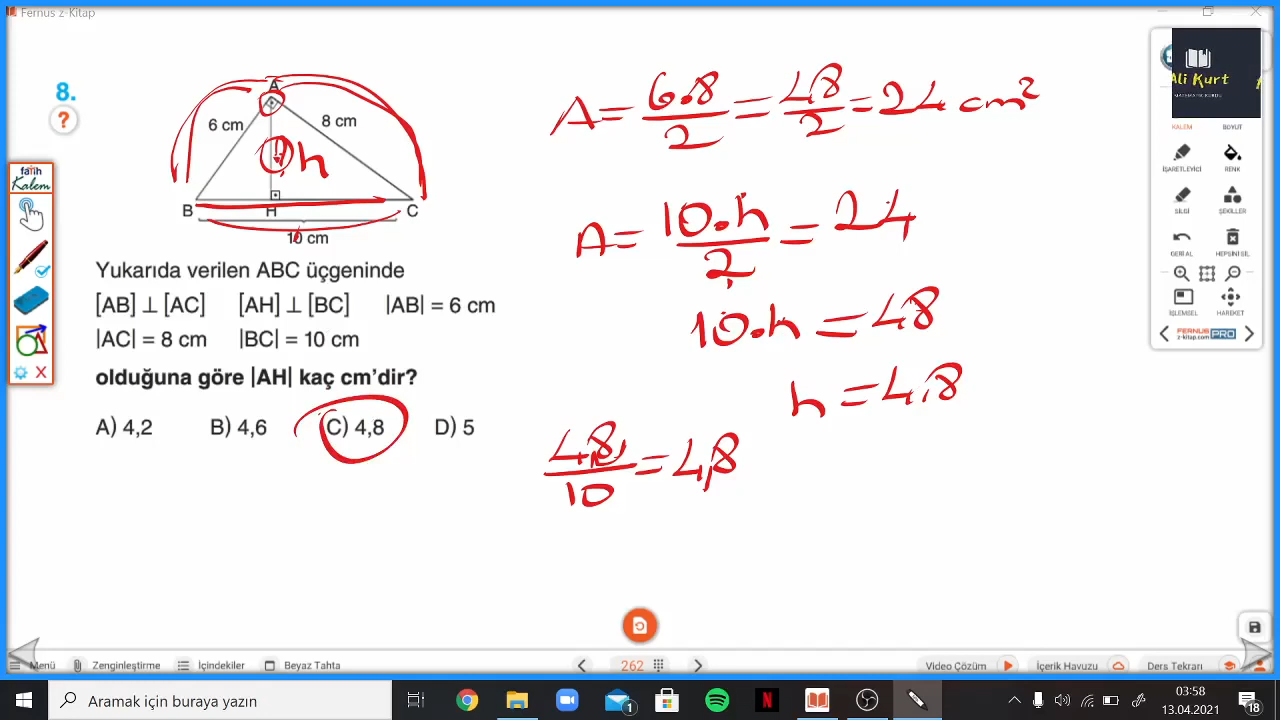 Fernus z-Kitap
8.
?
A
6 cm
8 cm
h
B
H
C
10 cm
Yukarıda verilen ABC üçgeninde
[AB] ⊥ [AC] [AH] ⊥ [BC] |AB| = 6 cm
|AC| = 8 cm |BC| = 10 cm
olduğuna göre |AH| kaç cm'dir?
A) 4,2 B) 4,6 C) 4,8 D) 5
A = 6.8/2 = 48/2 = 24 cm²
A = 10.h/2 = 24
10.h = 48
h = 4,8
48/10 = 4,8
fatih
Kalem
Ali Kurt
KALEM BOYUT
İŞARETLEYİCİ RENK
SİLGİ ŞEKİLLER
GERİ AL HEPSİNİ SİL
İŞLEMSEL HAREKET
FERNUS
z-kitap.com PRO
Menü Zenginleştirme İçindekiler Beyaz Tahta 262 Video Çözüm İçerik Havuzu Ders Tekrarı
Aramak için buraya yazın
1
N
03:58
13.04.2021
18